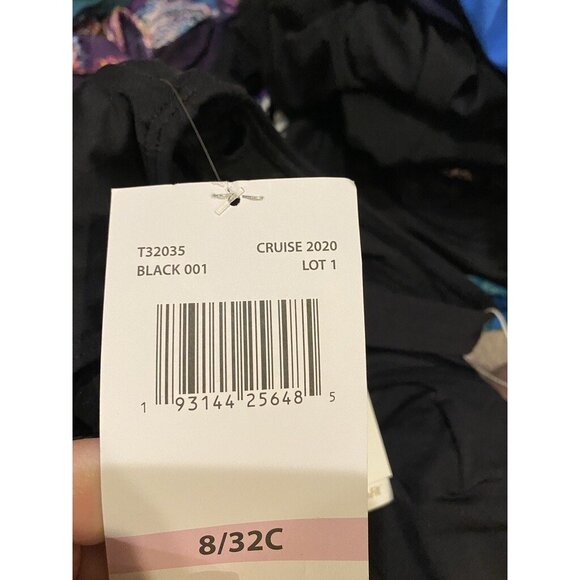 T32035 CRUISE 2020
BLACK 001 LOT 1
1 93144 25648 5
8/32C